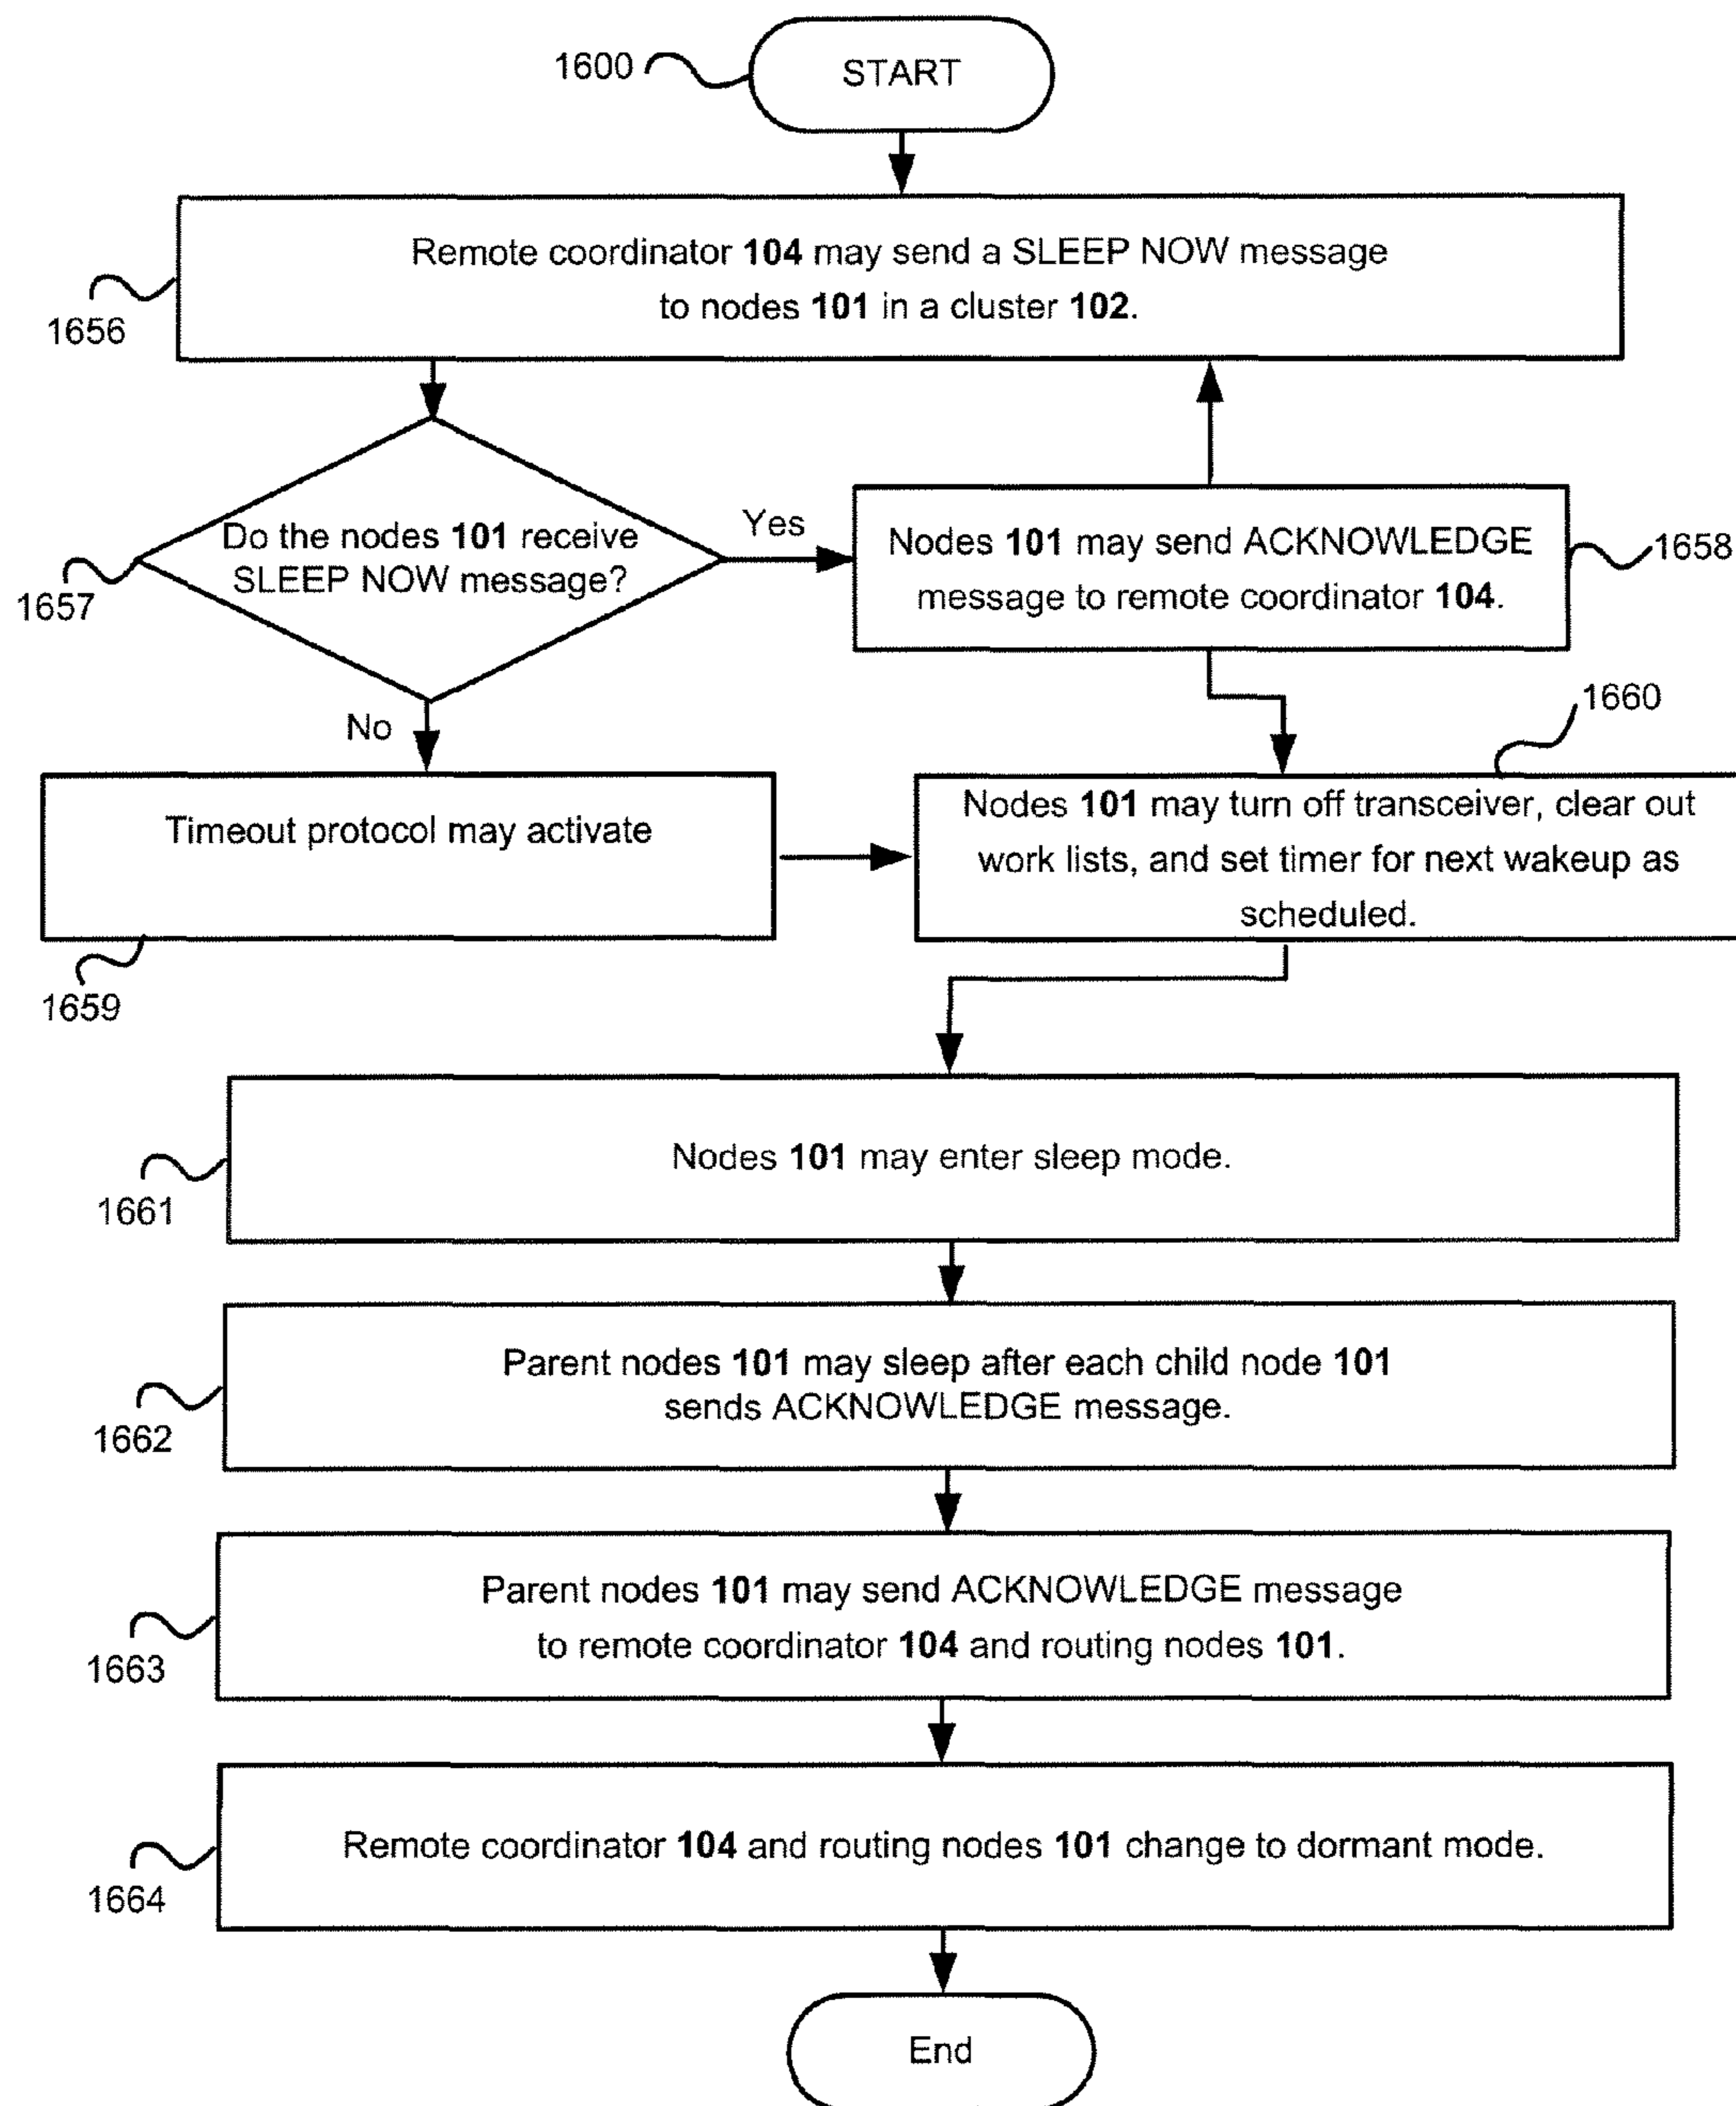 1600
START
Remote coordinator 104 may send a SLEEP NOW message
to nodes 101 in a cluster 102.
1656
Do the nodes 101 receive
SLEEP NOW message?
1657
Yes
Nodes 101 may send ACKNOWLEDGE
message to remote coordinator 104.
1658
No
1660
Timeout protocol may activate
1659
Nodes 101 may turn off transceiver, clear out
work lists, and set timer for next wakeup as
scheduled.
Nodes 101 may enter sleep mode.
1661
Parent nodes 101 may sleep after each child node 101
sends ACKNOWLEDGE message.
1662
Parent nodes 101 may send ACKNOWLEDGE message
to remote coordinator 104 and routing nodes 101.
1663
Remote coordinator 104 and routing nodes 101 change to dormant mode.
1664
End